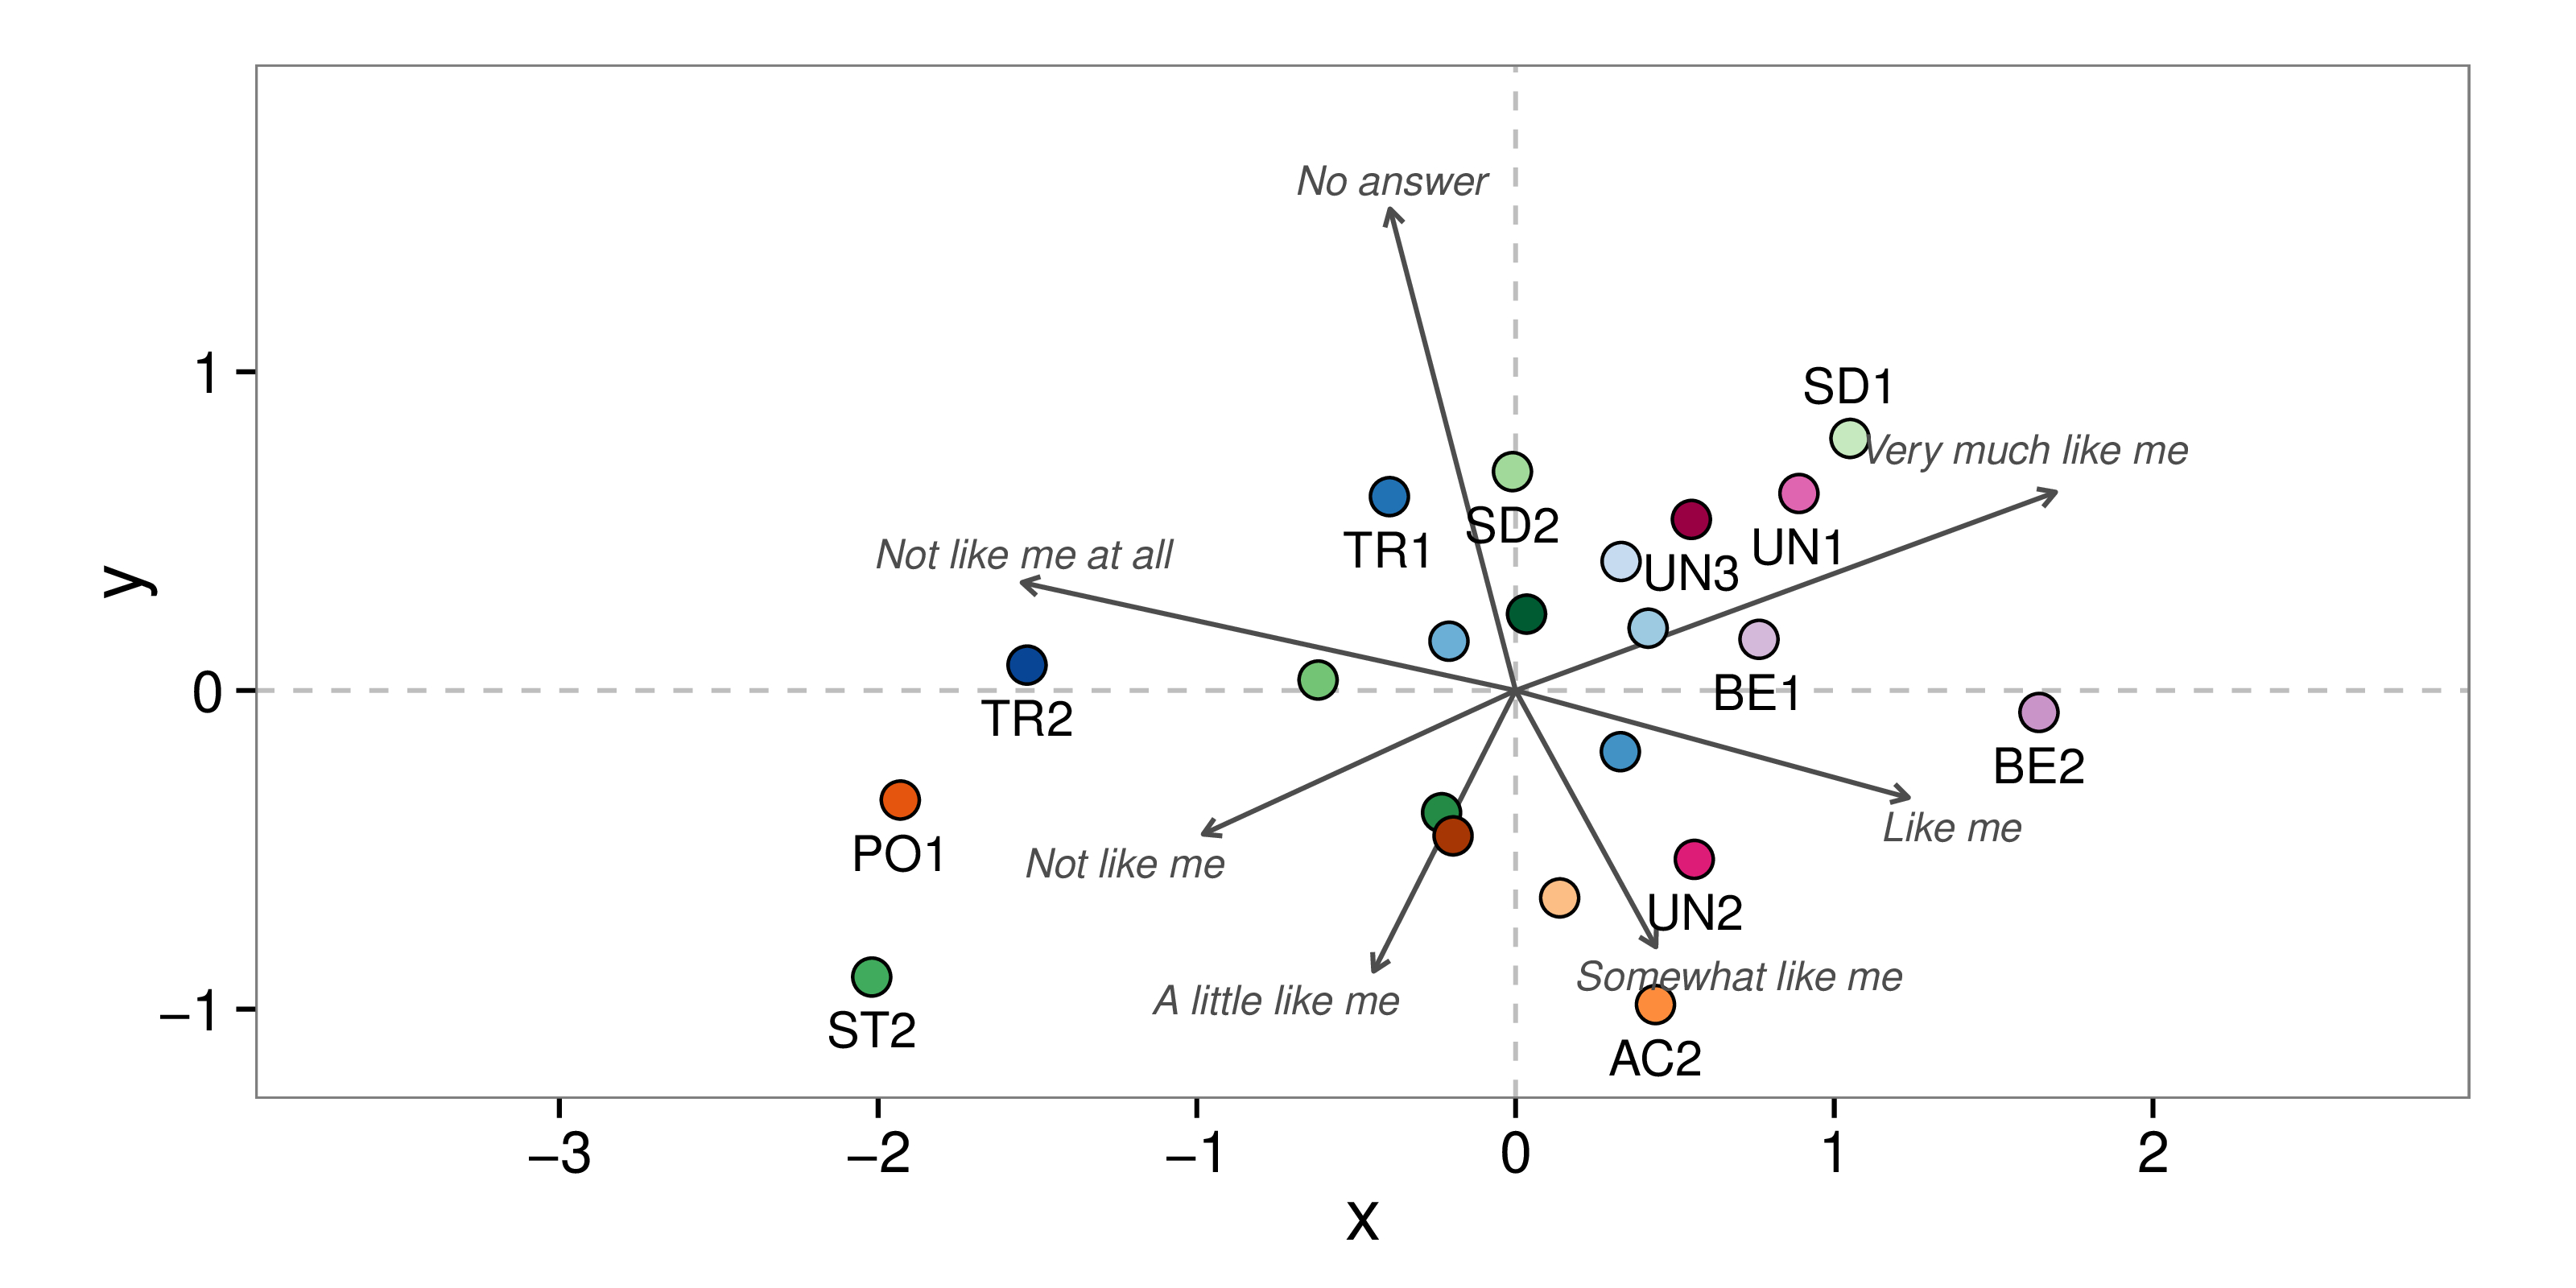 No answer
1
SD1
Very much like me
SD2
TR1
UN3
UN1
Not like me at all
y
0
BE1
TR2
BE2
Like me
PO1
Not like me
UN2
Somewhat like me
A little like me
−1
ST2
AC2
−3
−2
−1
0
1
2
x